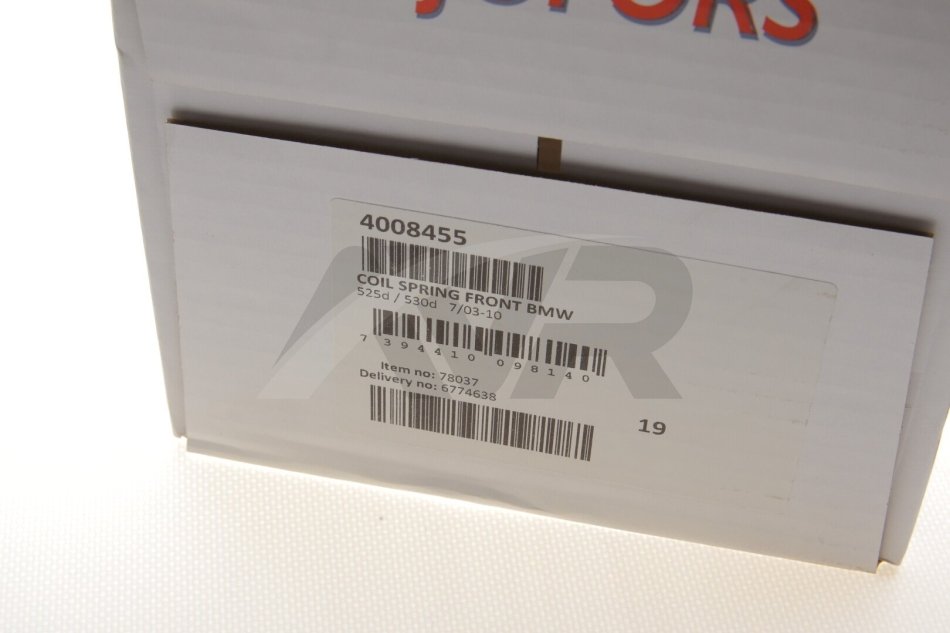 4008455
COIL SPRING FRONT BMW
525d / 530d 7/03-10
7 394410 098140
Item no: 78037
Delivery no: 6774638
19